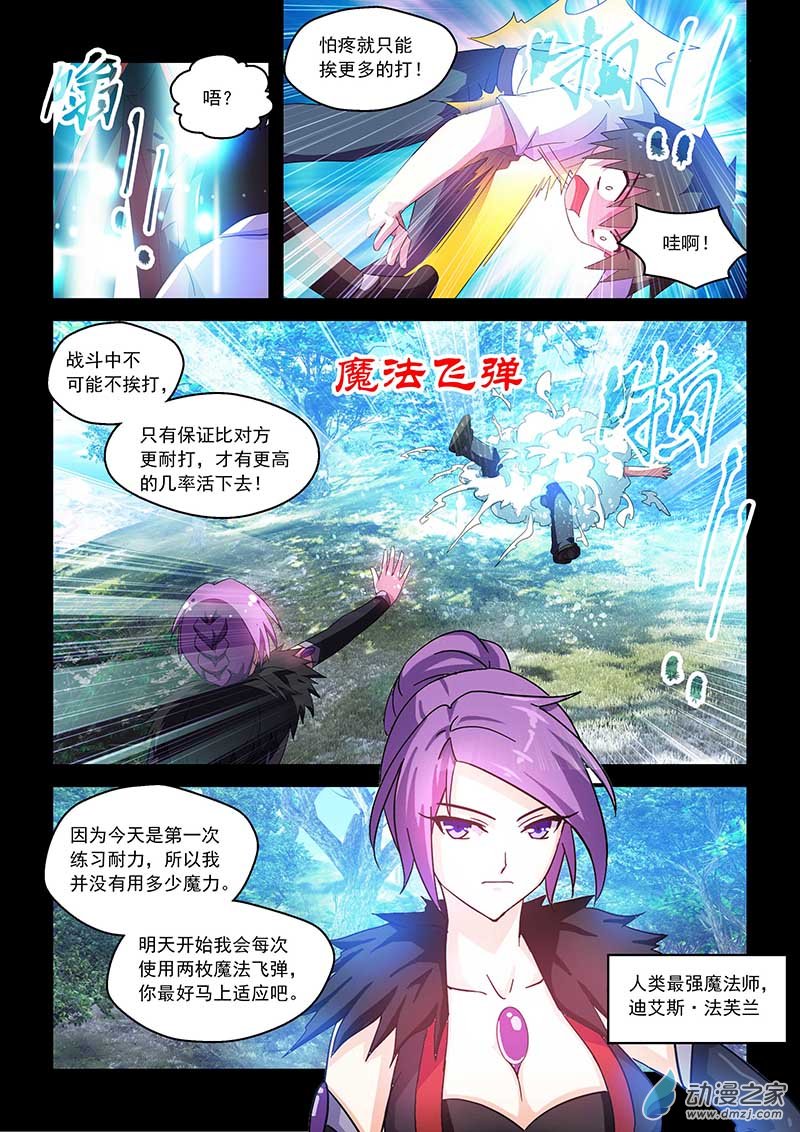 唔？
怕疼就只能
挨更多的打！
啪
哇啊！
战斗中不
可能不挨打，
只有保证比对方
更耐打，才有更高
的几率活下去！
魔法飞弹
啪
因为今天是第一次
练习耐力，所以我
并没有用多少魔力。
明天开始我会每次
使用两枚魔法飞弹，
你最好马上适应吧。
人类最强魔法师，
迪艾斯·法芙兰
动漫之家
www.dmzj.com